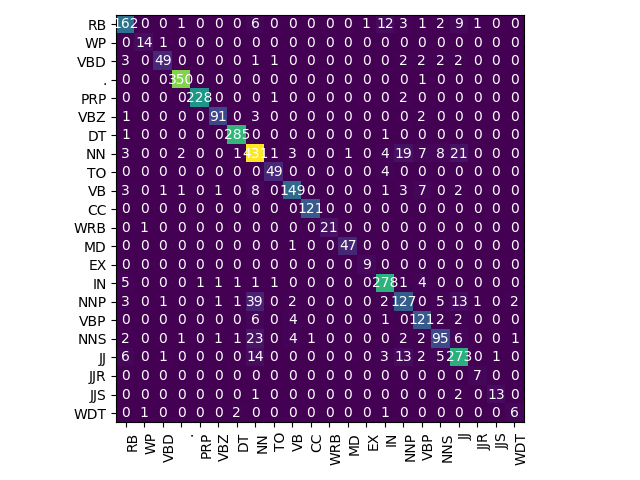 RB 162 0 0 1 0 0 0 6 0 0 0 0 0 1 12 3 1 2 9 1 0 0
WP 0 14 1 0 0 0 0 0 0 0 0 0 0 0 0 0 0 0 0 0 0 0
VBD 3 0 49 0 0 0 0 1 1 0 0 0 0 0 0 2 2 2 2 0 0 0
. 0 0 0 350 0 0 0 0 0 0 0 0 0 0 0 0 1 0 0 0 0 0
PRP 0 0 0 0 228 0 0 0 1 0 0 0 0 0 0 2 0 0 0 0 0 0
VBZ 1 0 0 0 0 91 0 3 0 0 0 0 0 0 0 0 2 0 0 0 0 0
DT 1 0 0 0 0 0 285 0 0 0 0 0 0 0 1 0 0 0 0 0 0 0
NN 3 0 0 2 0 0 1 431 1 3 0 0 1 0 4 19 7 8 21 0 0 0
TO 0 0 0 0 0 0 0 0 49 0 0 0 0 0 4 0 0 0 0 0 0 0
VB 3 0 1 1 0 1 0 8 0 149 0 0 0 0 1 3 7 0 2 0 0 0
CC 0 0 0 0 0 0 0 0 0 0 121 0 0 0 0 0 0 0 0 0 0 0
WRB 0 1 0 0 0 0 0 0 0 0 0 21 0 0 0 0 0 0 0 0 0 0
MD 0 0 0 0 0 0 0 0 0 1 0 0 47 0 0 0 0 0 0 0 0 0
EX 0 0 0 0 0 0 0 0 0 0 0 0 0 9 0 0 0 0 0 0 0 0
IN 5 0 0 0 1 1 1 1 1 0 0 0 0 0 278 1 4 0 0 0 0 0
NNP 3 0 1 0 0 1 1 39 0 2 0 0 0 0 2 127 0 5 13 1 0 2
VBP 0 0 0 0 0 0 0 6 0 4 0 0 0 0 1 0 121 2 2 0 0 0
NNS 2 0 0 1 0 1 1 23 0 4 1 0 0 0 0 2 2 95 6 0 0 1
JJ 6 0 1 0 0 0 0 14 0 0 0 0 0 0 3 13 2 5 273 0 1 0
JJR 0 0 0 0 0 0 0 0 0 0 0 0 0 0 0 0 0 0 0 7 0 0
JJS 0 0 0 0 0 0 0 1 0 0 0 0 0 0 0 0 0 0 2 0 13 0
WDT 0 1 0 0 0 0 2 0 0 0 0 0 0 0 1 0 0 0 0 0 0 6
RB WP VBD . PRP VBZ DT NN TO VB CC WRB MD EX IN NNP VBP NNS JJ JJR JJS WDT